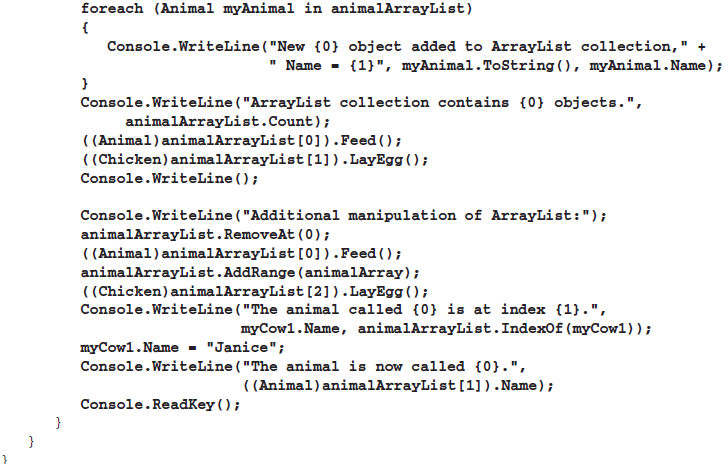 foreach (Animal myAnimal in animalArrayList)
{
Console.WriteLine("New {0} object added to ArrayList collection," +
" Name = {1}", myAnimal.ToString(), myAnimal.Name);
}
Console.WriteLine("ArrayList collection contains {0} objects.",
animalArrayList.Count);
((Animal)animalArrayList[0]).Feed();
((Chicken)animalArrayList[1]).LayEgg();
Console.WriteLine();
Console.WriteLine("Additional manipulation of ArrayList:");
animalArrayList.RemoveAt(0);
((Animal)animalArrayList[0]).Feed();
animalArrayList.AddRange(animalArray);
((Chicken)animalArrayList[2]).LayEgg();
Console.WriteLine("The animal called {0} is at index {1}.",
myCow1.Name, animalArrayList.IndexOf(myCow1));
myCow1.Name = "Janice";
Console.WriteLine("The animal is now called {0}.",
((Animal)animalArrayList[1]).Name);
Console.ReadKey();
}
}
}